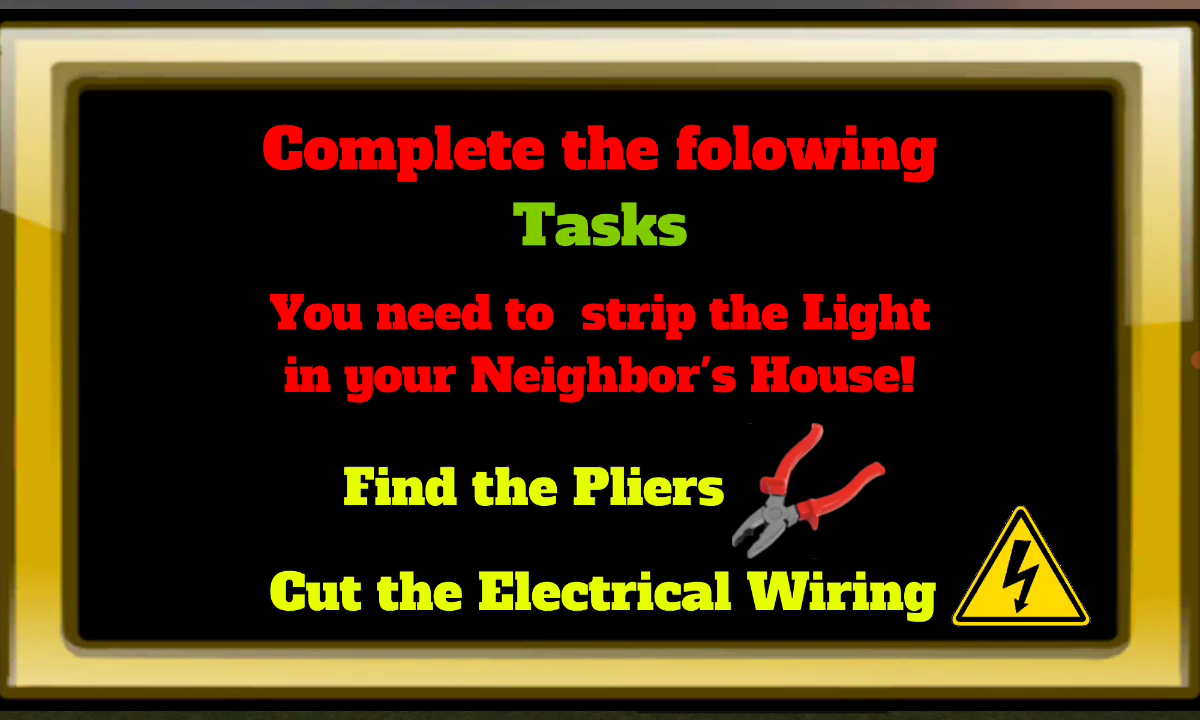 Complete the folowing
Tasks
You need to strip the Light
in your Neighbor's House!
Find the Pliers
Cut the Electrical Wiring